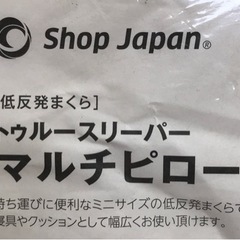 Shop Japan®
低反発まくら]
トゥルースリーパー
マルチピロー
持ち運びに便利なミニサイズの低反発まくらで
寝具やクッションとして幅広くお使い頂けます。